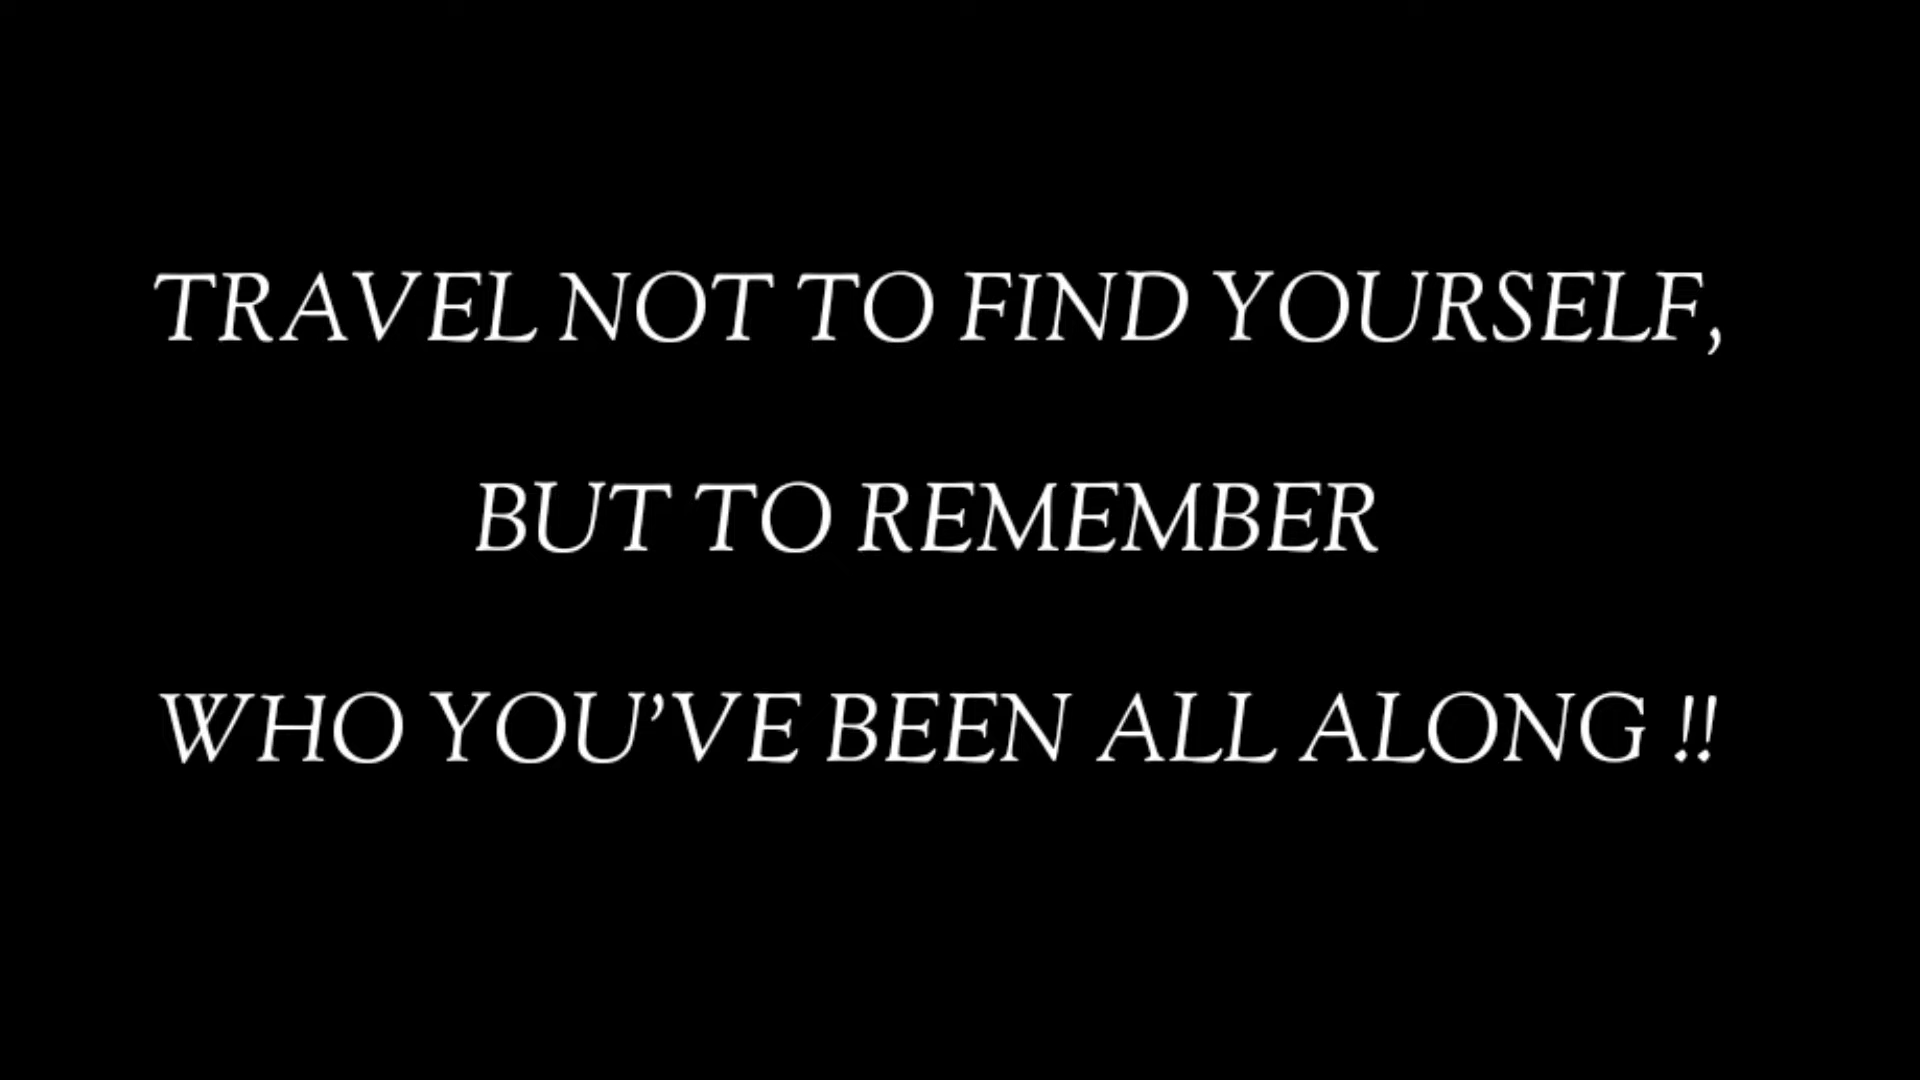 TRAVEL NOT TO FIND YOURSELF,
BUT TO REMEMBER
WHO YOU’VE BEEN ALL ALONG !!